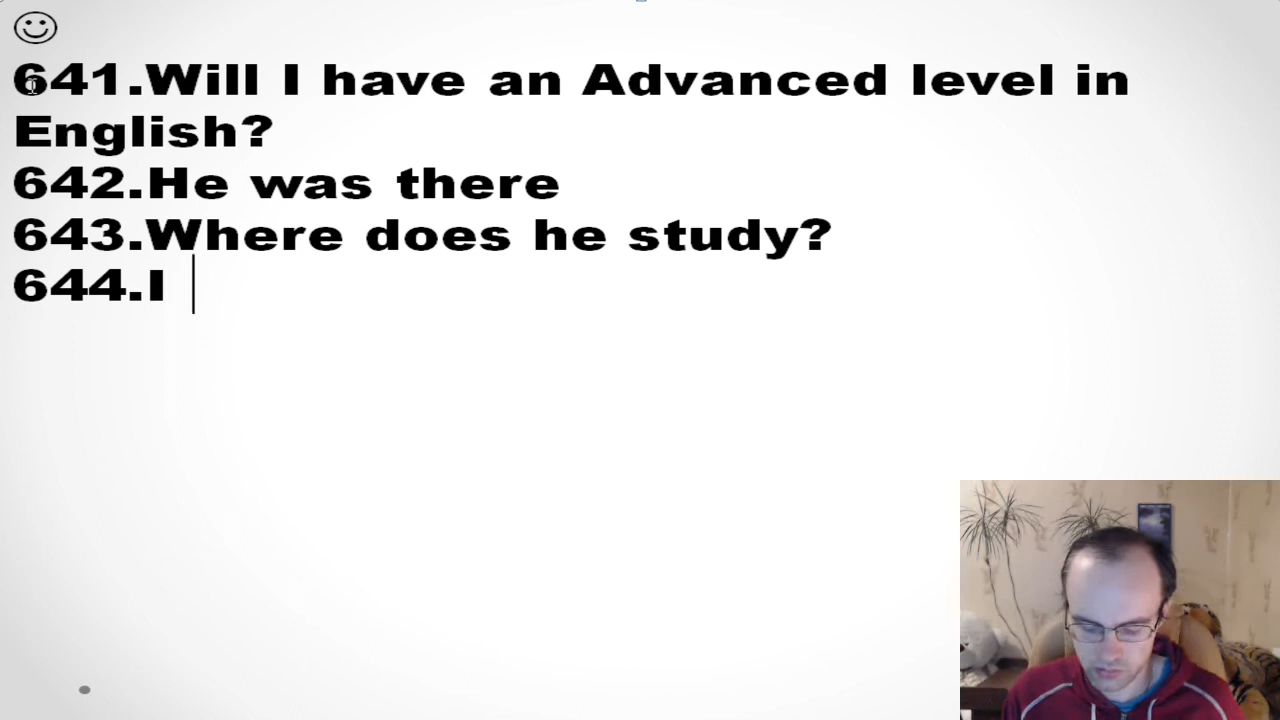 641.Will I have an Advanced level in
English?
642.He was there
643.Where does he study?
644.I